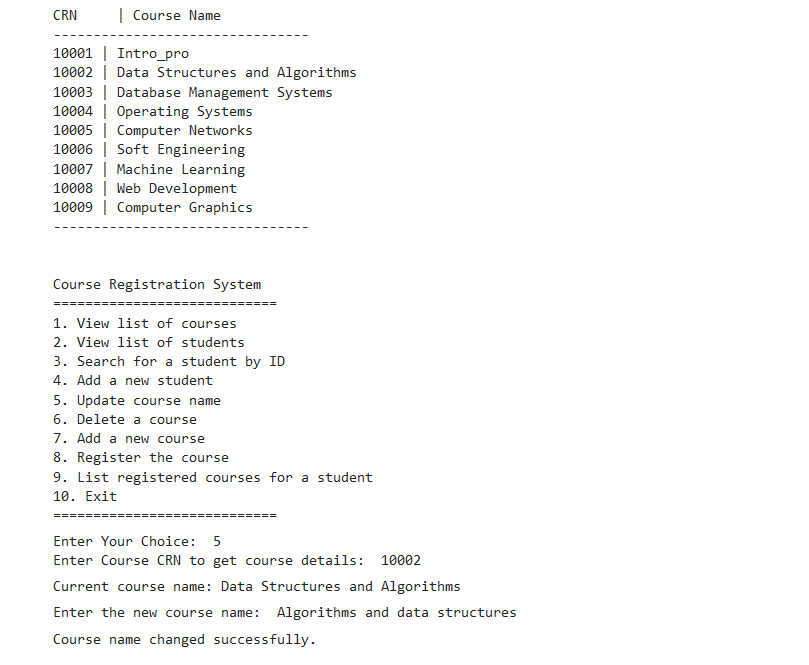 CRN | Course Name
--------------------------------
10001 | Intro_pro
10002 | Data Structures and Algorithms
10003 | Database Management Systems
10004 | Operating Systems
10005 | Computer Networks
10006 | Soft Engineering
10007 | Machine Learning
10008 | Web Development
10009 | Computer Graphics
--------------------------------
Course Registration System
============================
1. View list of courses
2. View list of students
3. Search for a student by ID
4. Add a new student
5. Update course name
6. Delete a course
7. Add a new course
8. Register the course
9. List registered courses for a student
10. Exit
============================
Enter Your Choice:  5
Enter Course CRN to get course details:  10002
Current course name: Data Structures and Algorithms
Enter the new course name:  Algorithms and data structures
Course name changed successfully.